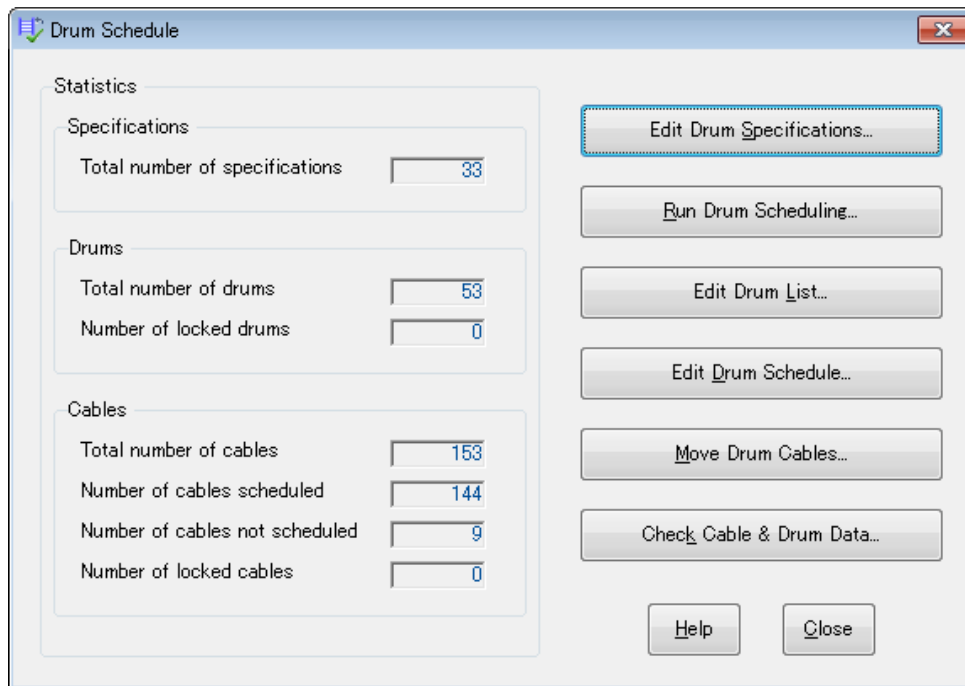 Drum Schedule
Statistics
Specifications
Total number of specifications 33
Drums
Total number of drums 53
Number of locked drums 0
Cables
Total number of cables 153
Number of cables scheduled 144
Number of cables not scheduled 9
Number of locked cables 0
Edit Drum Specifications...
Run Drum Scheduling...
Edit Drum List...
Edit Drum Schedule...
Move Drum Cables...
Check Cable & Drum Data...
Help
Close